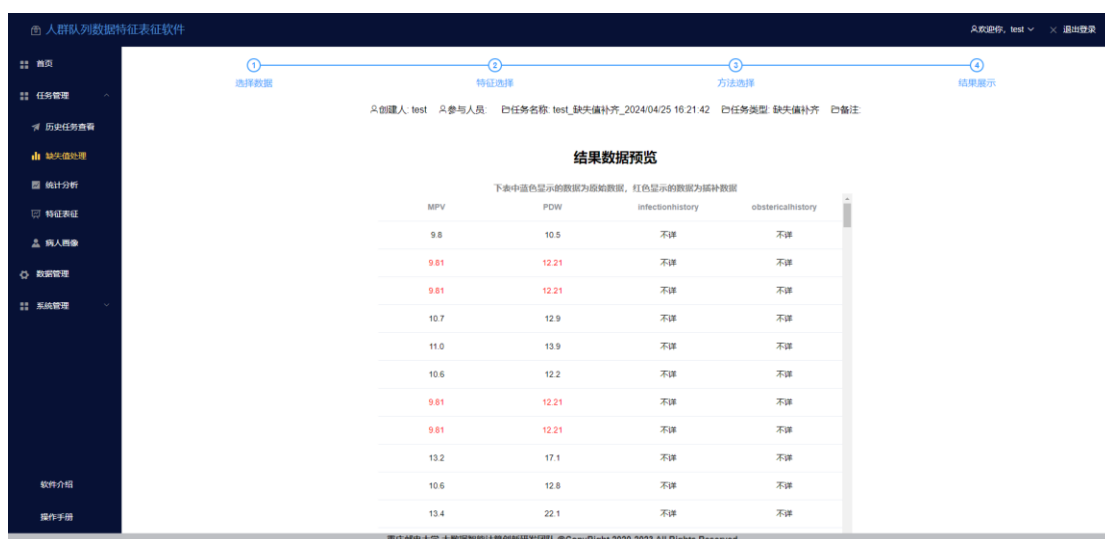 人群队列数据特征表征软件
欢迎你, test
退出登录
首页
任务管理
历史任务查看
缺失值处理
统计分析
特征表征
病人画像
数据管理
系统管理
软件介绍
操作手册
1 2 3 4
选择数据 特征选择 方法选择 结果展示
创建人: test 参与人员: 任务名称: test_缺失值补齐_2024/04/25 16:21:42 任务类型: 缺失值补齐 备注:
结果数据预览
下表中蓝色显示的数据为原始数据，红色显示的数据为插补数据
MPV PDW infectionhistory obstericalhistory
9.8 10.5 不详 不详
9.81 12.21 不详 不详
9.81 12.21 不详 不详
10.7 12.9 不详 不详
11.0 13.9 不详 不详
10.6 12.2 不详 不详
9.81 12.21 不详 不详
9.81 12.21 不详 不详
13.2 17.1 不详 不详
10.6 12.8 不详 不详
13.4 22.1 不详 不详
@CopyRight 2020-2023 All Rights Reserved